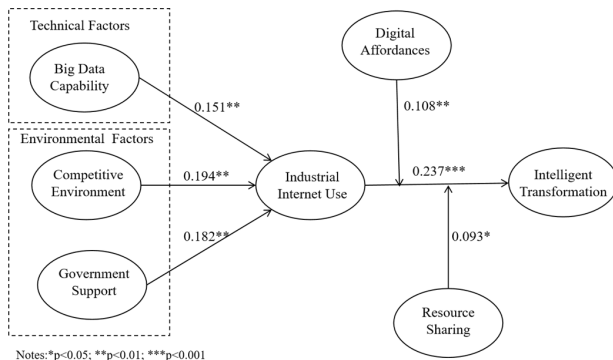 Technical Factors
Big Data
Capability
Environmental Factors
Competitive
Environment
Government
Support
0.151**
0.194**
0.182**
Industrial
Internet Use
Digital
Affordances
0.108**
0.237***
Intelligent
Transformation
0.093*
Resource
Sharing
Notes:*p<0.05; **p<0.01; ***p<0.001